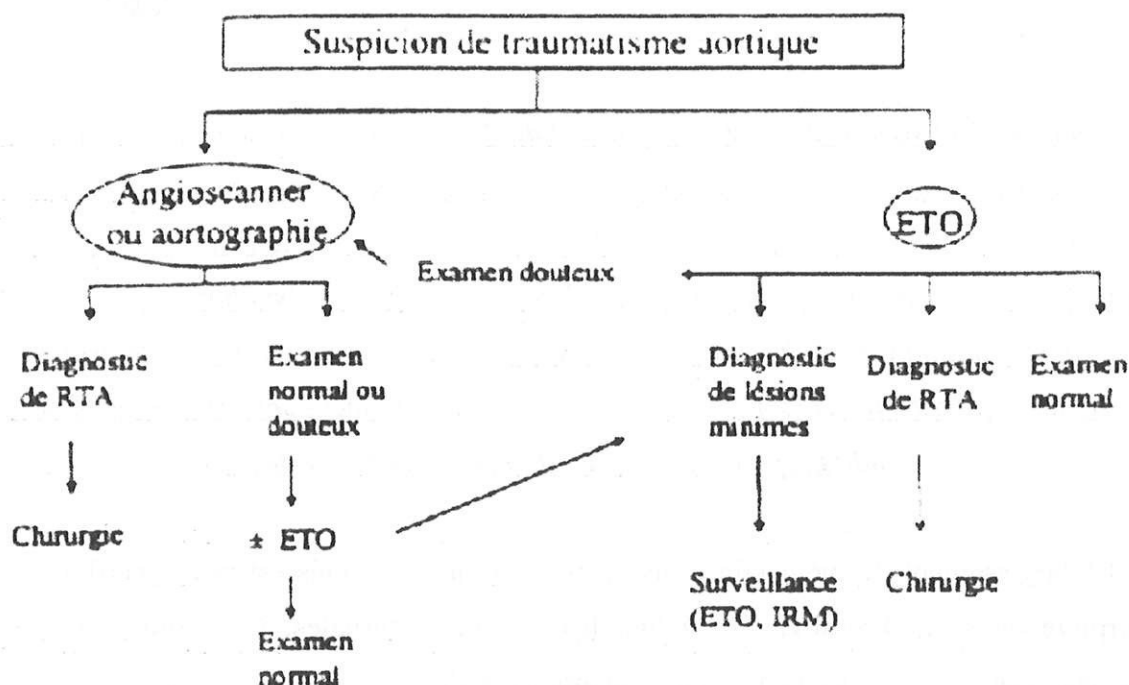 Suspicion de traumatisme aortique
Angioscanner
ou aortographie
ETO
Examen douteux
Diagnostic
de RTA
Examen
normal ou
douteux
Diagnostic
de lésions
minimes
Diagnostic
de RTA
Examen
normal
Chirurgie
± ETO
Surveillance
(ETO, IRM)
Chirurgie
Examen
normal